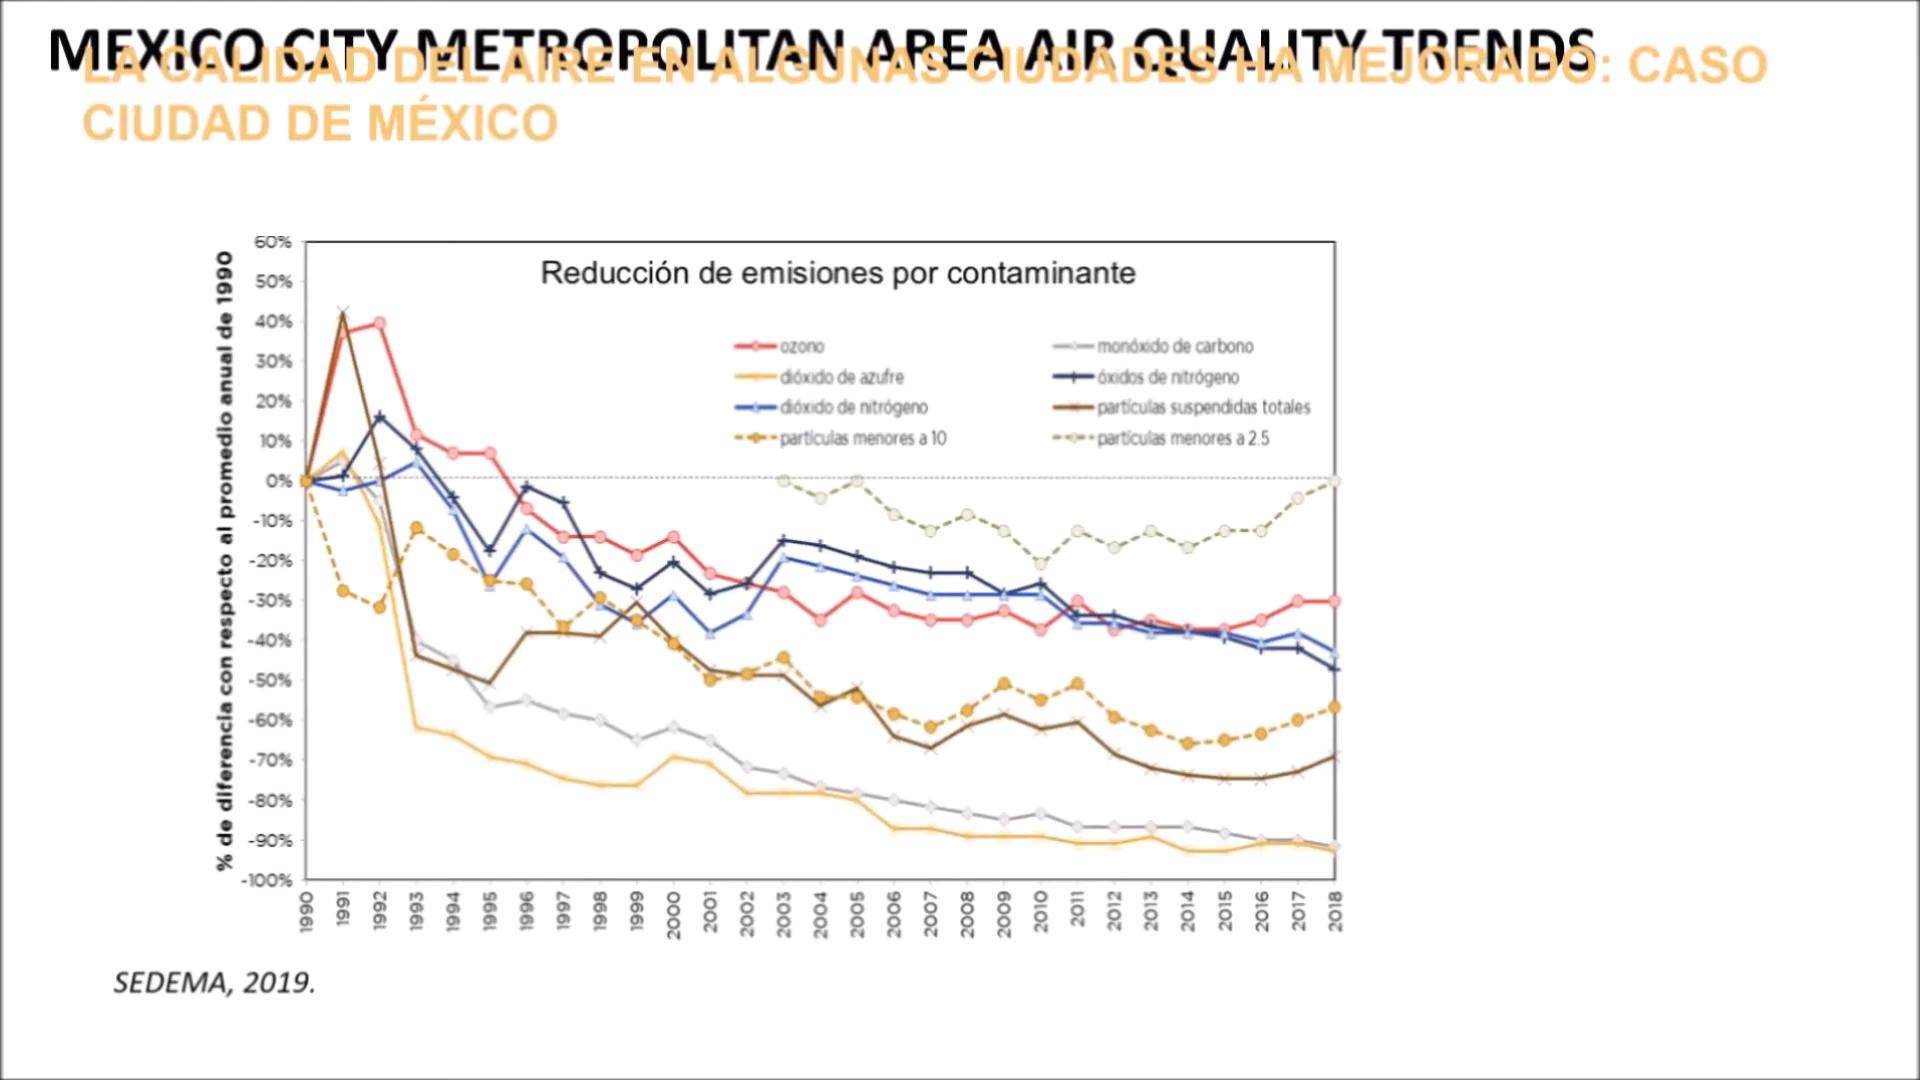 MEXICO CITY METROPOLITAN AREA AIR QUALITY TRENDS
LA CALIDAD DEL AIRE EN ALGUNAS CIUDADES HA MEJORADO: CASO
CIUDAD DE MÉXICO
Reducción de emisiones por contaminante
% de diferencia con respecto al promedio anual de 1990
60%
50%
40%
30%
20%
10%
0%
-10%
-20%
-30%
-40%
-50%
-60%
-70%
-80%
-90%
-100%
ozono monóxido de carbono
dióxido de azufre óxidos de nitrógeno
dióxido de nitrógeno partículas suspendidas totales
partículas menores a 10 partículas menores a 2.5
1990 1991 1992 1993 1994 1995 1996 1997 1998 1999 2000 2001 2002 2003 2004 2005 2006 2007 2008 2009 2010 2011 2012 2013 2014 2015 2016 2017 2018
SEDEMA, 2019.